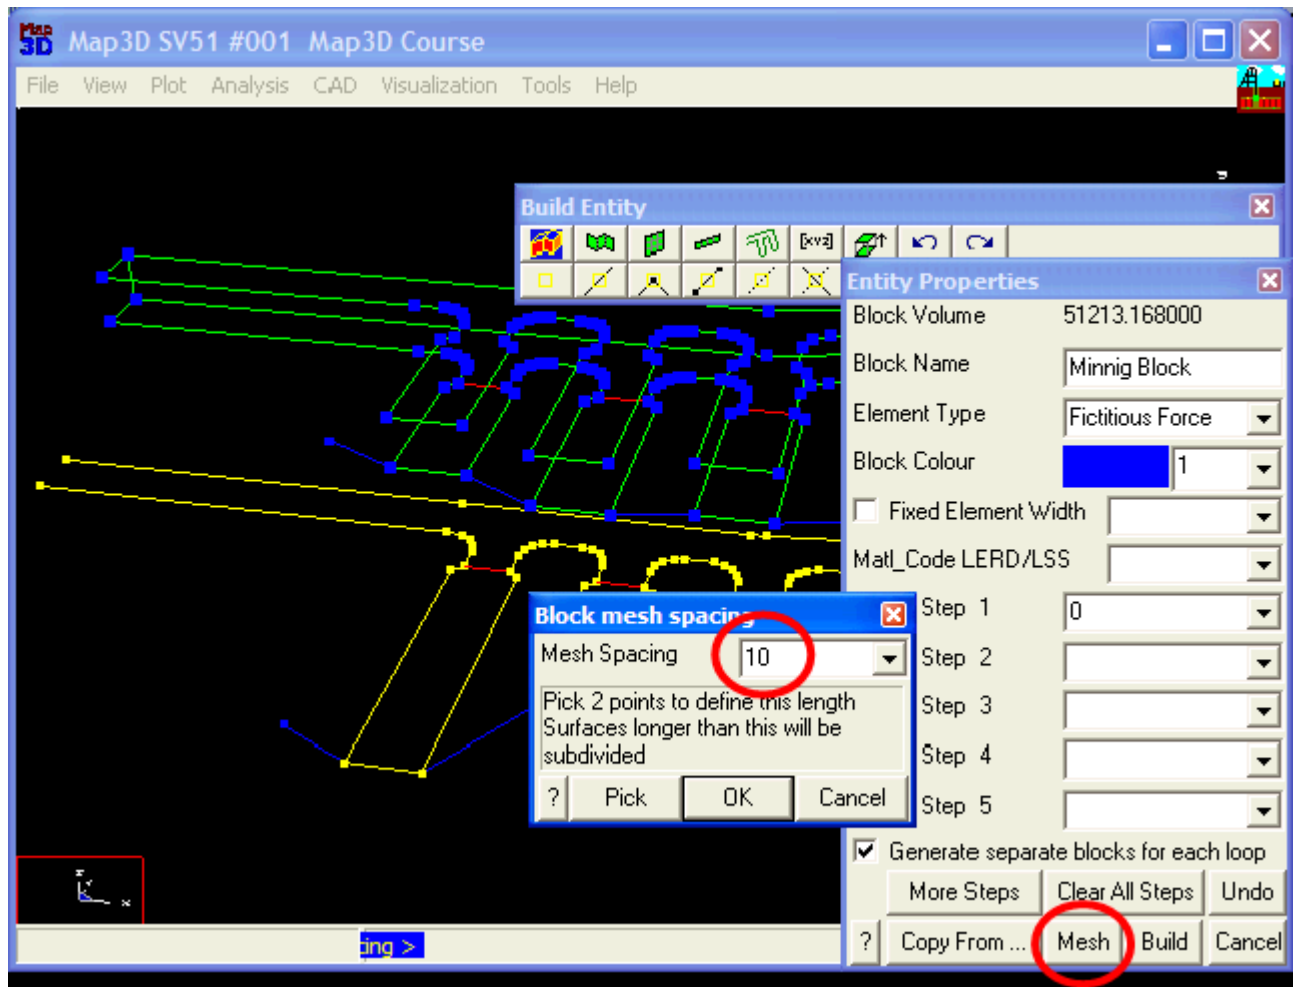 Map3D Map3D SV51 #001 Map3D Course
File View Plot Analysis CAD Visualization Tools Help
Build Entity
[xyz]
Entity Properties
Block Volume 51213.168000
Block Name Minnig Block
Element Type Fictitious Force
Block Colour 1
Fixed Element Width
Matl_Code LERD/LSS
Block mesh spacing
Step 1 0
Mesh Spacing 10
Step 2
Pick 2 points to define this length
Step 3
Surfaces longer than this will be
subdivided
Step 4
? Pick OK Cancel
Step 5
Generate separate blocks for each loop
More Steps Clear All Steps Undo
? Copy From ... Mesh Build Cancel
cing >